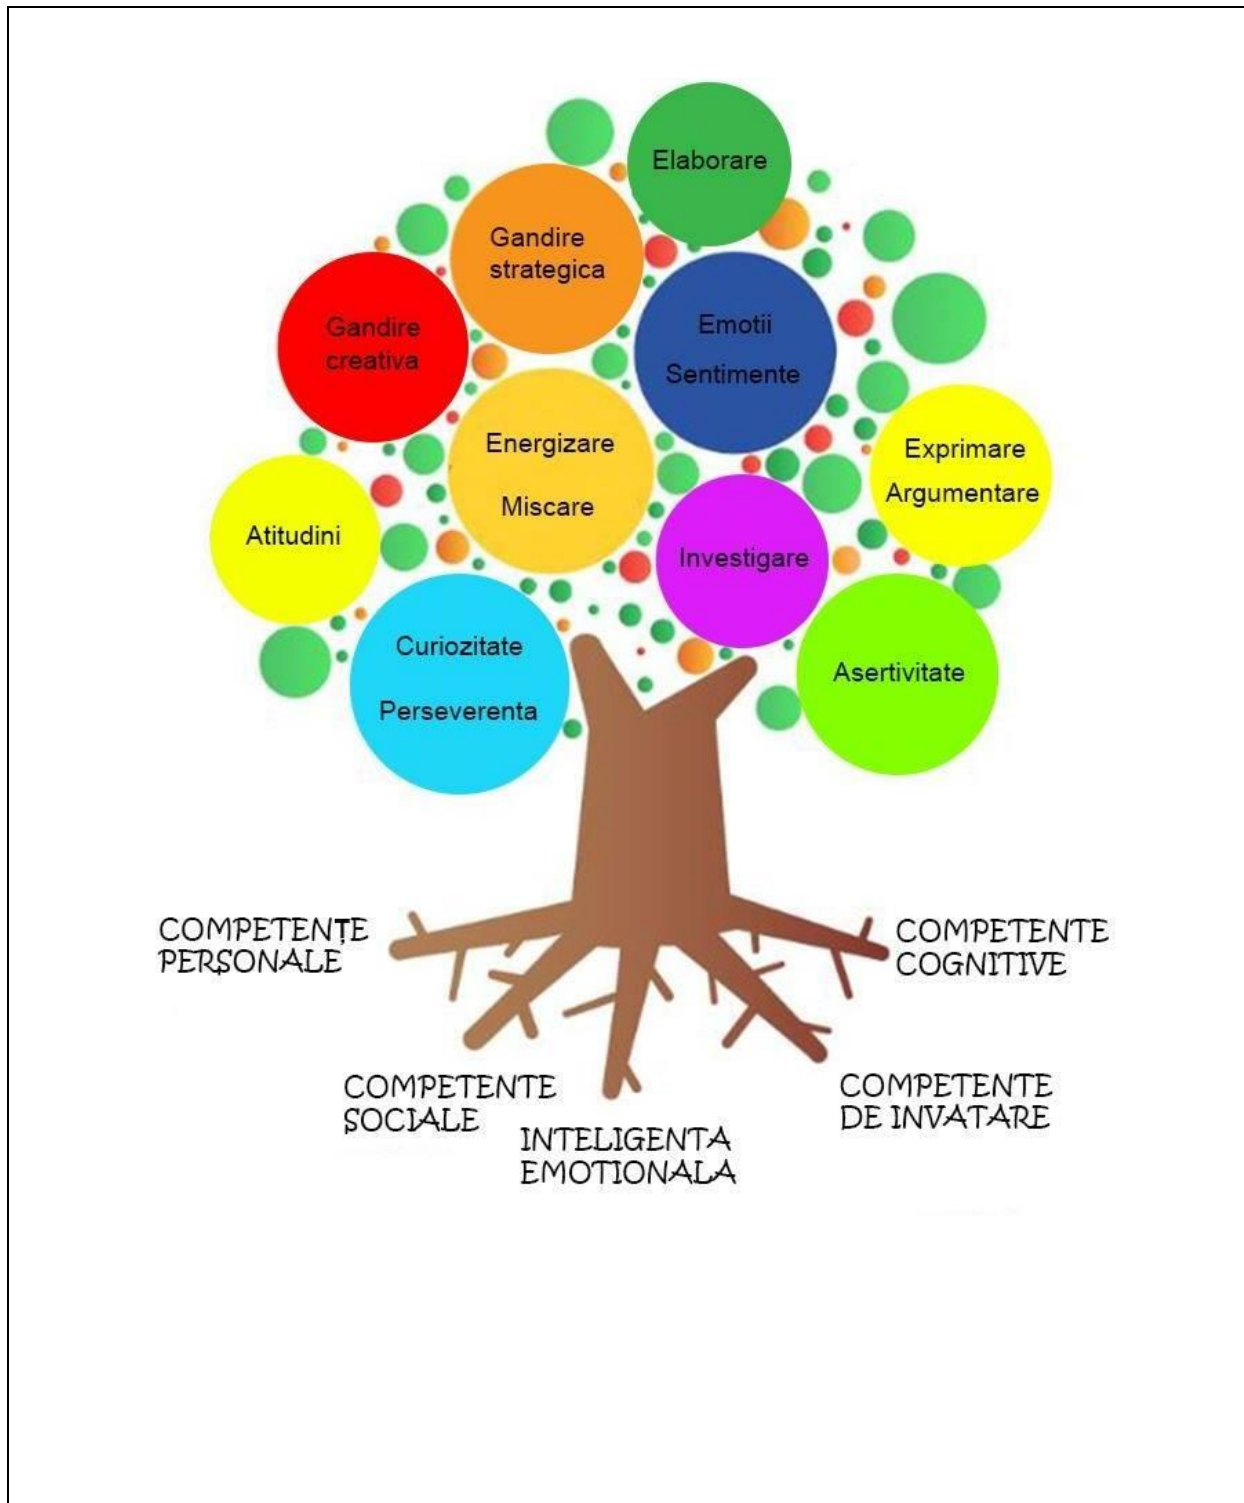 Elaborare
Gandire
strategica
Gandire
creativa
Emotii
Sentimente
Energizare
Miscare
Exprimare
Argumentare
Atitudini
Investigare
Curiozitate
Perseverenta
Asertivitate
COMPETENȚE
PERSONALE
COMPETENTE
COGNITIVE
COMPETENTE
SOCIALE
COMPETENTE
DE INVATARE
INTELIGENTA
EMOTIONALA